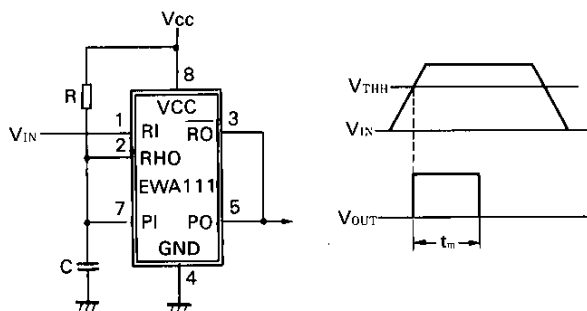 Vcc
8
R
VCC
1
3
VIN
RI
R̅O̅
2
RHO
EWA111
7
5
PI
PO
GND
C
4
VTHH
VIN
VOUT
tm